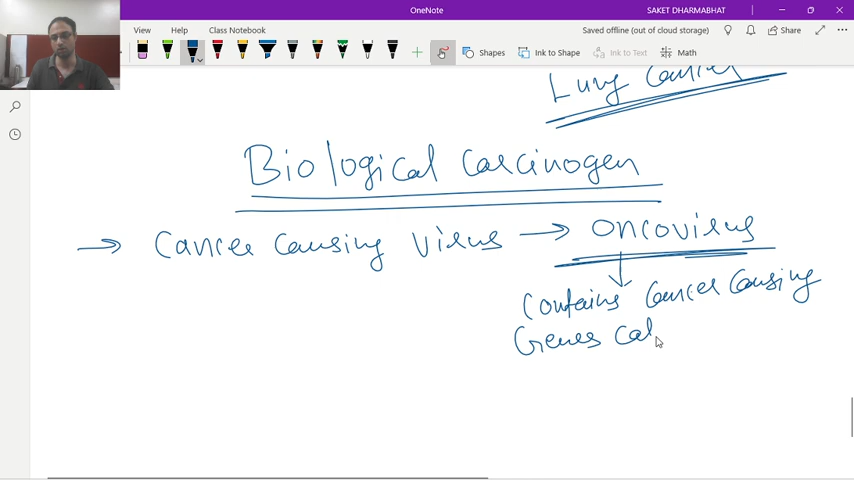 OneNote
SAKET DHARMABHAT
View Help Class Notebook
Saved offline (out of cloud storage)
Share
Shapes
Ink to Shape
Ink to Text
Math
Lung Cancer
Biological Carcinogen
→ Cancer Causing Virus → Oncovirus
Contains Cancer Causing
Genes Cal